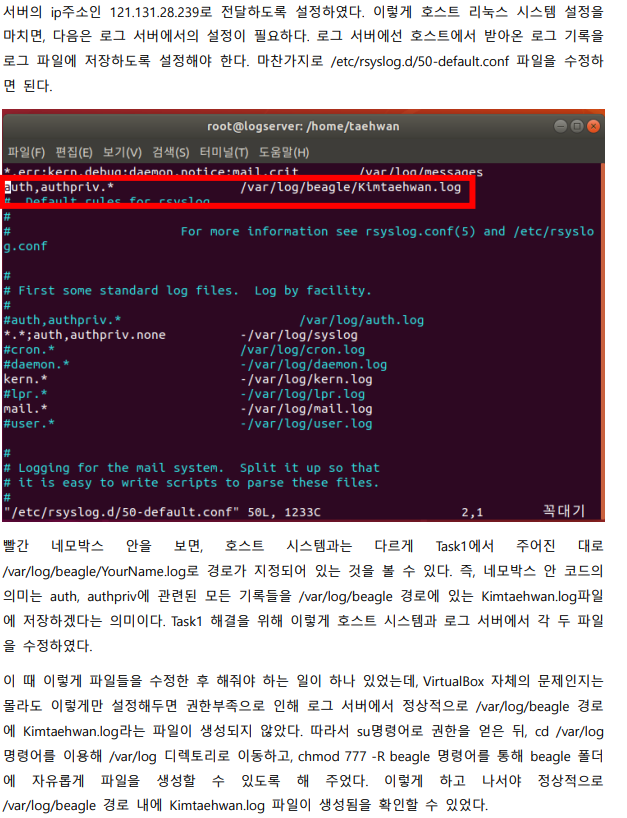 서버의 ip주소인 121.131.28.239로 전달하도록 설정하였다. 이렇게 호스트 리눅스 시스템 설정을
마치면, 다음은 로그 서버에서의 설정이 필요하다. 로그 서버에선 호스트에서 받아온 로그 기록을
로그 파일에 저장하도록 설정해야 한다. 마찬가지로 /etc/rsyslog.d/50-default.conf 파일을 수정하
면 된다.
root@logserver: /home/taehwan
파일(F) 편집(E) 보기(V) 검색(S) 터미널(T) 도움말(H)
*.err;kern.debug;daemon.notice;mail.crit /var/log/messages
auth,authpriv.* /var/log/beagle/Kimtaehwan.log
# Default rules for rsyslog
#
# For more information see rsyslog.conf(5) and /etc/rsyslo
g.conf
#
# First some standard log files. Log by facility.
#
#auth,authpriv.* /var/log/auth.log
*.*;auth,authpriv.none -/var/log/syslog
#cron.* /var/log/cron.log
#daemon.* -/var/log/daemon.log
kern.* -/var/log/kern.log
#lpr.* -/var/log/lpr.log
mail.* -/var/log/mail.log
#user.* -/var/log/user.log
#
# Logging for the mail system. Split it up so that
# it is easy to write scripts to parse these files.
#
"/etc/rsyslog.d/50-default.conf" 50L, 1233C 2,1 꼭대기
빨간 네모박스 안을 보면, 호스트 시스템과는 다르게 Task1에서 주어진 대로
/var/log/beagle/YourName.log로 경로가 지정되어 있는 것을 볼 수 있다. 즉, 네모박스 안 코드의
의미는 auth, authpriv에 관련된 모든 기록들을 /var/log/beagle 경로에 있는 Kimtaehwan.log파일
에 저장하겠다는 의미이다. Task1 해결을 위해 이렇게 호스트 시스템과 로그 서버에서 각 두 파일
을 수정하였다.
이 때 이렇게 파일들을 수정한 후 해줘야 하는 일이 하나 있었는데, VirtualBox 자체의 문제인지는
몰라도 이렇게만 설정해두면 권한부족으로 인해 로그 서버에서 정상적으로 /var/log/beagle 경로
에 Kimtaehwan.log라는 파일이 생성되지 않았다. 따라서 su명령어로 권한을 얻은 뒤, cd /var/log
명령어를 이용해 /var/log 디렉토리로 이동하고, chmod 777 -R beagle 명령어를 통해 beagle 폴더
에 자유롭게 파일을 생성할 수 있도록 해 주었다. 이렇게 하고 나서야 정상적으로
/var/log/beagle 경로 내에 Kimtaehwan.log 파일이 생성됨을 확인할 수 있었다.